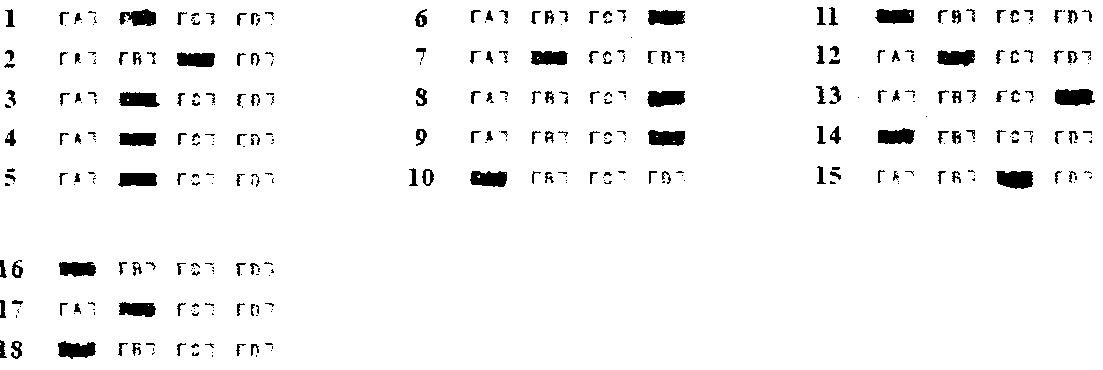 1 [A] [C] [D] 6 [A] [B] [C] 11 [B] [C] [D]
2 [A] [B] [D] 7 [A] [C] [D] 12 [A] [C] [D]
3 [A] [C] [D] 8 [A] [B] [C] 13 [A] [B] [C]
4 [A] [C] [D] 9 [A] [B] [C] 14 [B] [C] [D]
5 [A] [C] [D] 10 [B] [C] [D] 15 [A] [B] [D]
16 [B] [C] [D]
17 [A] [C] [D]
18 [B] [C] [D]